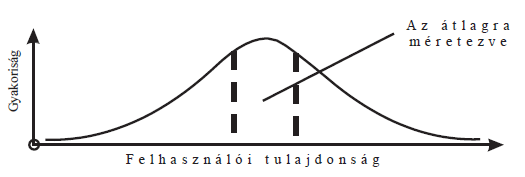 Az átlagra
méretezve
Gyakoriság
Felhasználói tulajdonság